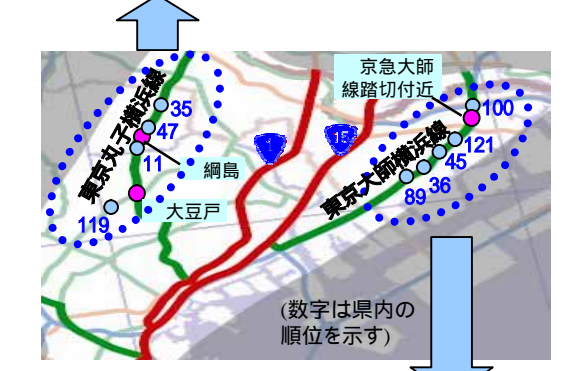 東京丸子横浜線
35
47
11
綱島
大豆戸
119
1
15
京急大師
線踏切付近
100
121
45
36
89
東京大師横浜線
(数字は県内の
順位を示す)